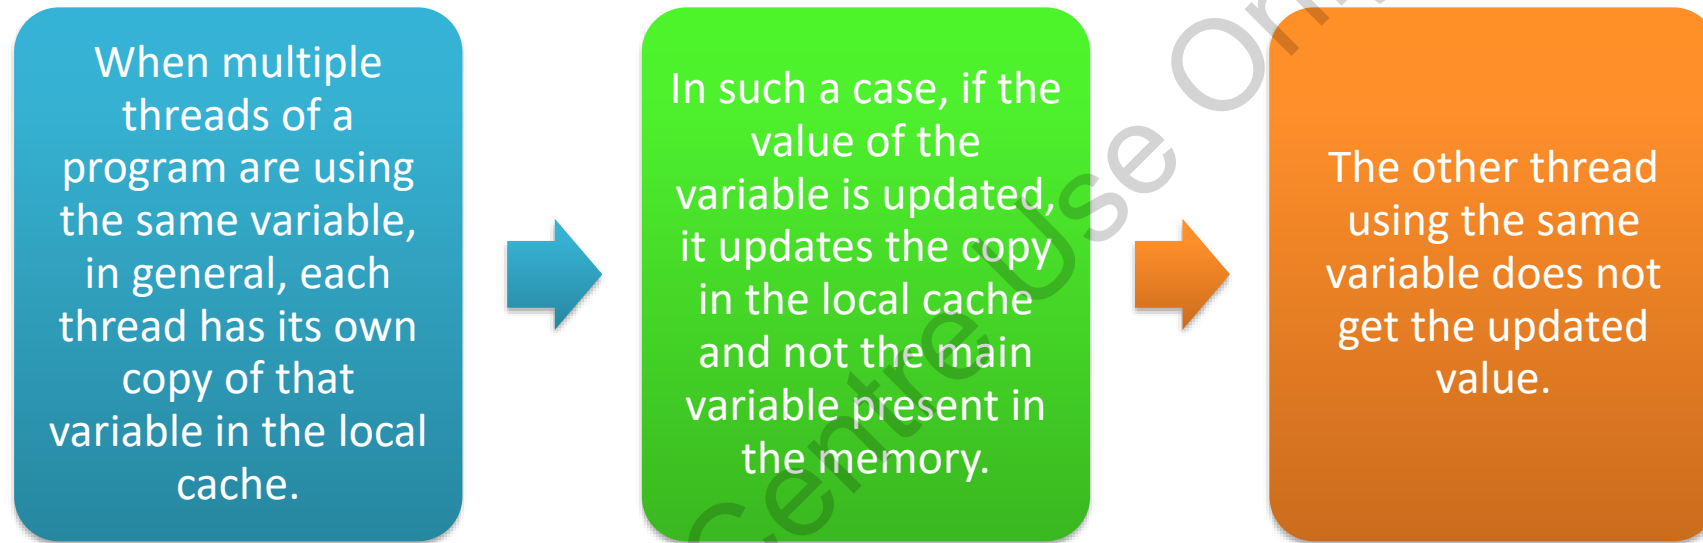 When multiple
threads of a
program are using
the same variable,
in general, each
thread has its own
copy of that
variable in the local
cache.
In such a case, if the
value of the
variable is updated,
it updates the copy
in the local cache
and not the main
variable present in
the memory.
The other thread
using the same
variable does not
get the updated
value.
Centre Use